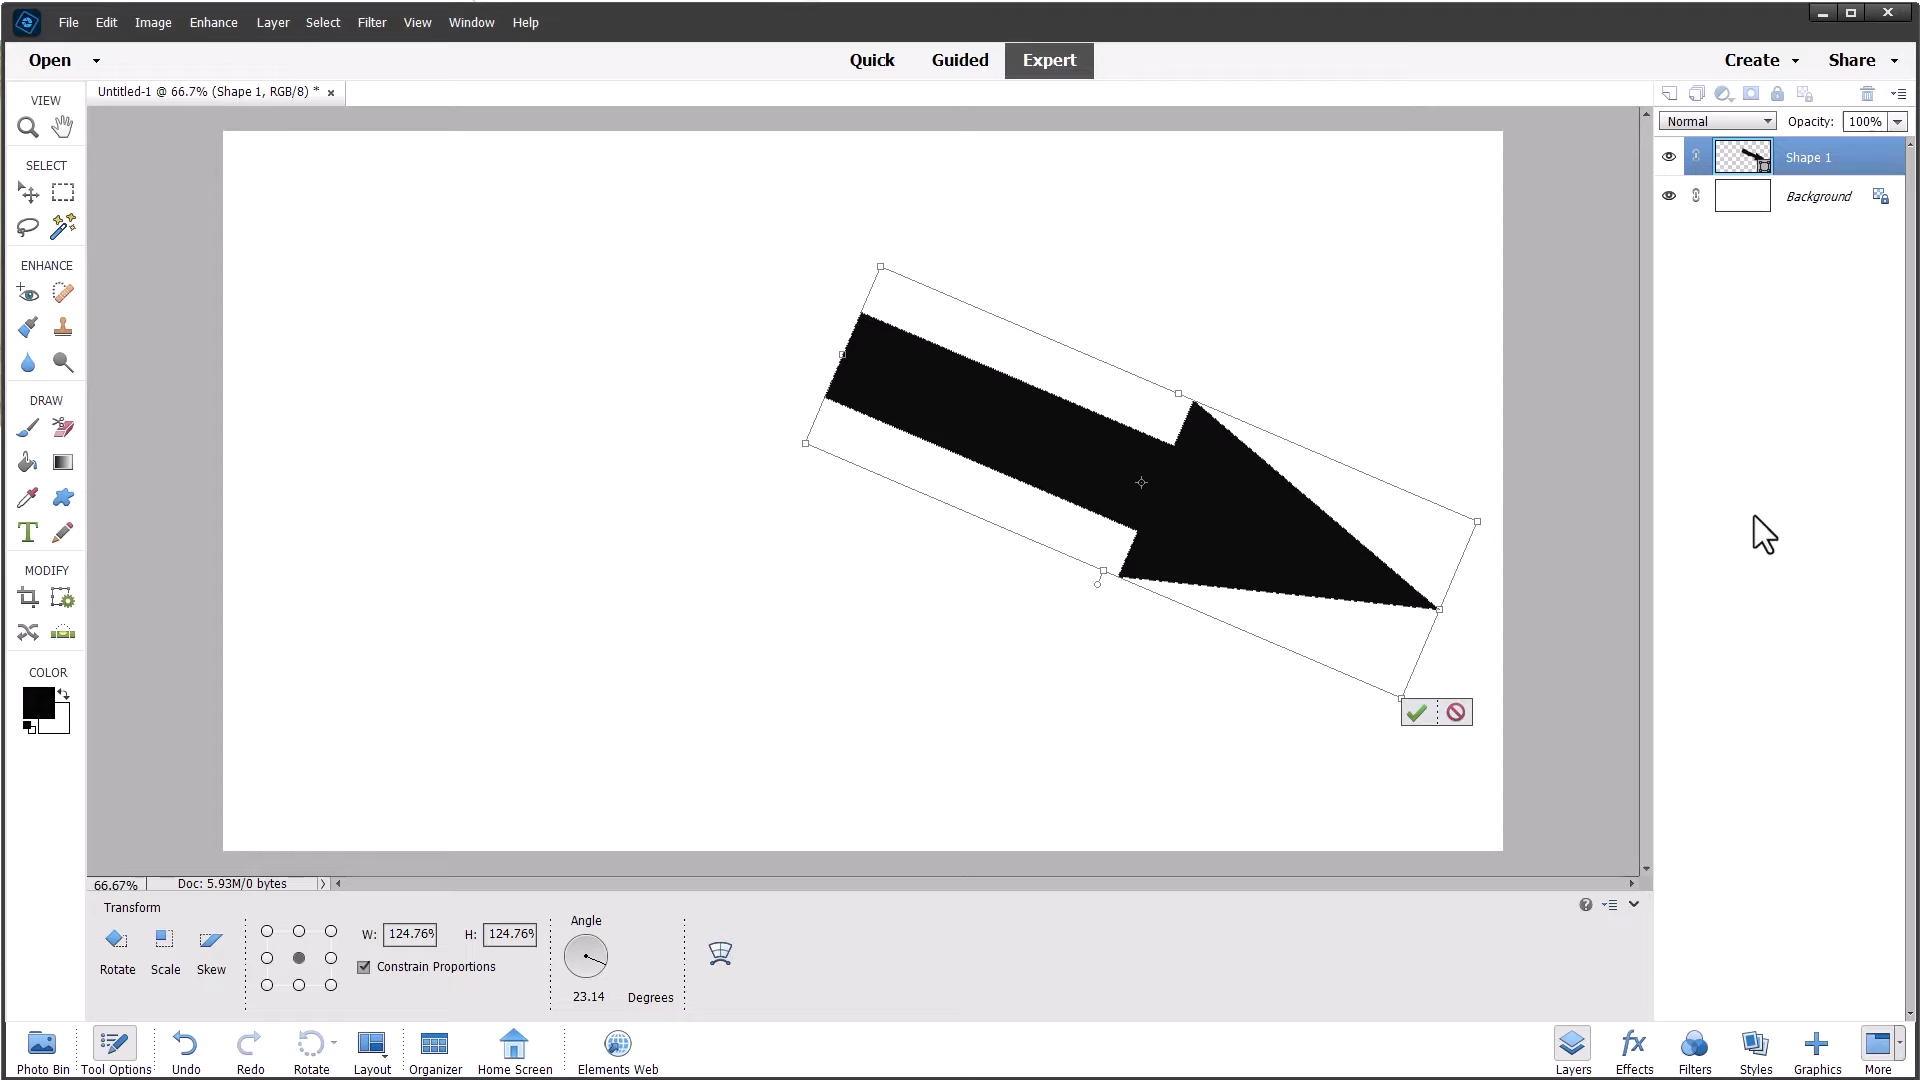 File Edit Image Enhance Layer Select Filter View Window Help
Open Quick Guided Expert Create Share
VIEW
Untitled-1 @ 66.7% (Shape 1, RGB/8) * ×
Normal Opacity: 100%
SELECT
Shape 1
Background
ENHANCE
DRAW
T
MODIFY
COLOR
66.67% Doc: 5.93M/0 bytes
Transform
Angle
W: 124.76% H: 124.76%
Rotate Scale Skew Constrain Proportions
23.14 Degrees
Photo Bin Tool Options Undo Redo Rotate Layout Organizer Home Screen Elements Web
fx
Layers Effects Filters Styles Graphics More